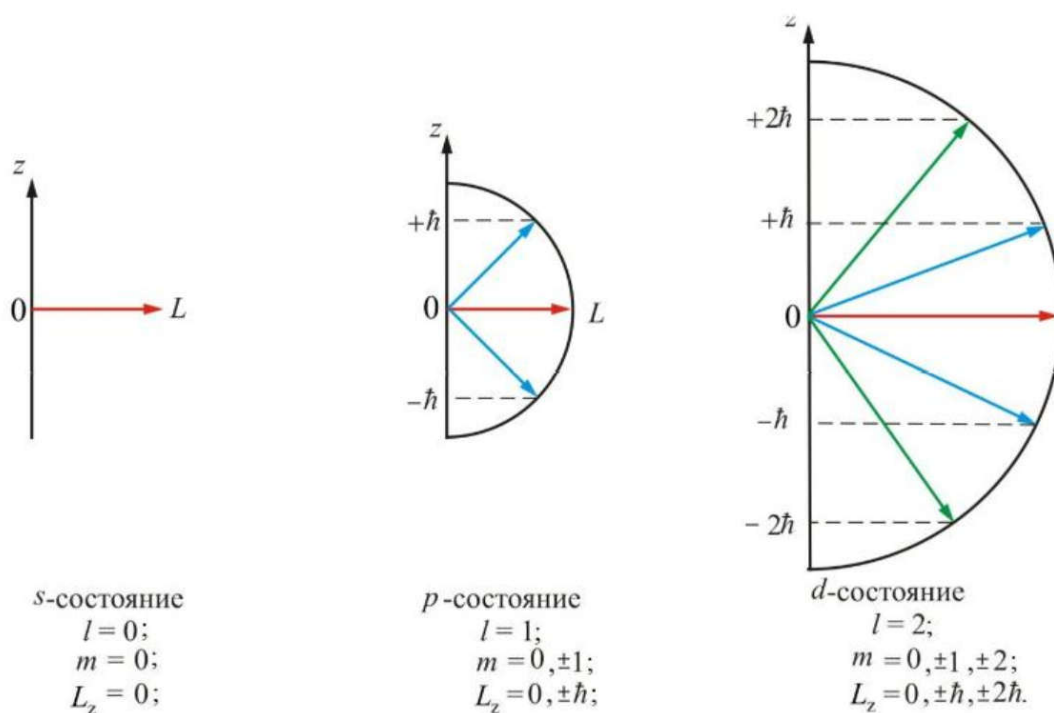 z
0
L
s-состояние
l = 0;
m = 0;
L_z = 0;
z
+ħ
0
L
−ħ
p-состояние
l = 1;
m = 0, ±1;
L_z = 0, ±ħ;
z
+2ħ
+ħ
0
−ħ
− 2ħ
d-состояние
l = 2;
m = 0, ±1, ±2;
L_z = 0, ±ħ, ±2ħ.